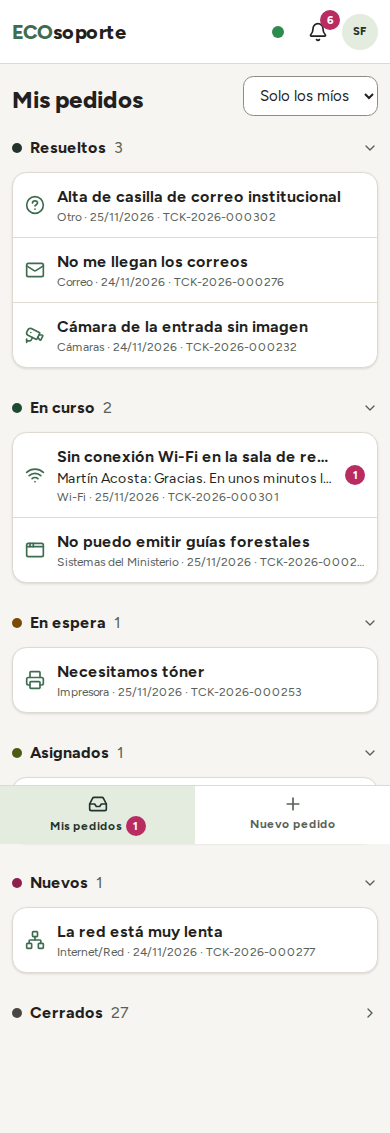 ECOsoporte
6
SF
Mis pedidos
Solo los míos
Resueltos 3
Alta de casilla de correo institucional
Otro · 25/11/2026 · TCK-2026-000302
No me llegan los correos
Correo · 24/11/2026 · TCK-2026-000276
Cámara de la entrada sin imagen
Cámaras · 24/11/2026 · TCK-2026-000232
En curso 2
Sin conexión Wi-Fi en la sala de re...
Martín Acosta: Gracias. En unos minutos l...
1
Wi-Fi · 25/11/2026 · TCK-2026-000301
No puedo emitir guías forestales
Sistemas del Ministerio · 25/11/2026 · TCK-2026-0002...
En espera 1
Necesitamos tóner
Impresora · 25/11/2026 · TCK-2026-000253
Asignados 1
Mis pedidos 1
Nuevo pedido
Nuevos 1
La red está muy lenta
Internet/Red · 24/11/2026 · TCK-2026-000277
Cerrados 27